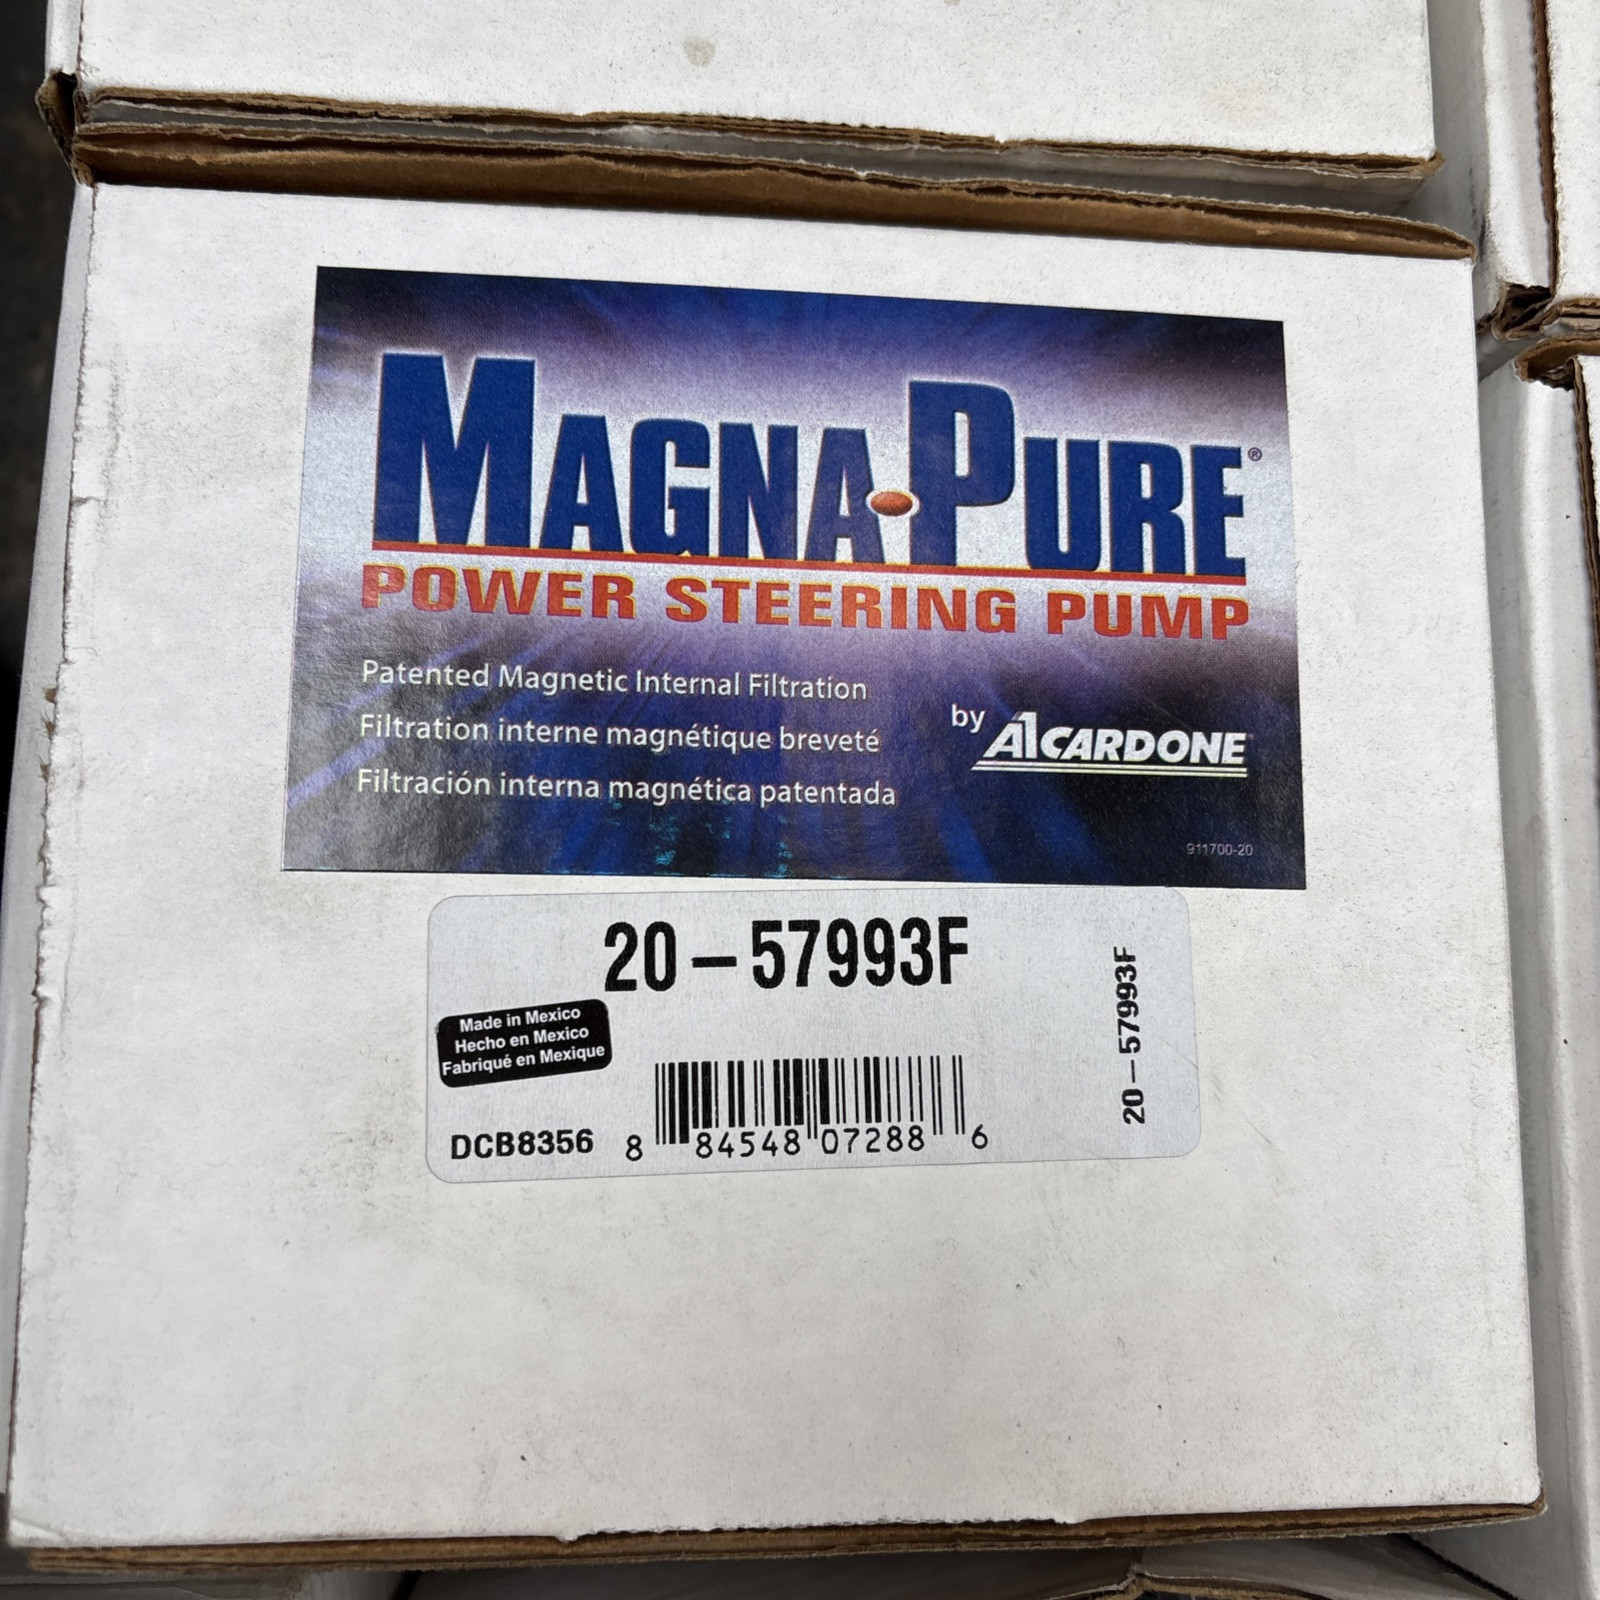 MAGNA•PURE®
POWER STEERING PUMP
Patented Magnetic Internal Filtration
Filtration interne magnétique breveté
Filtración interna magnética patentada
by A1CARDONE
911700-20
20-57993F
Made in Mexico
Hecho en Mexico
Fabriqué en Mexique
DCB8356
8 84548 07288 6
20-57993F